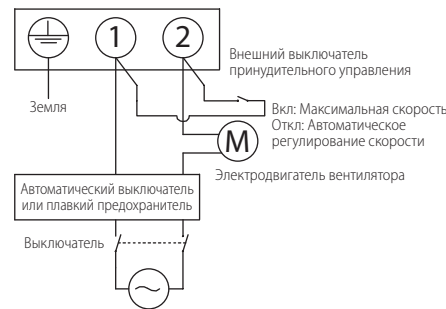 1
2
Внешний выключатель
принудительного управления
Земля
Вкл: Максимальная скорость
Откл: Автоматическое
регулирование скорости
M
Электродвигатель вентилятора
Автоматический выключатель
или плавкий предохранитель
Выключатель